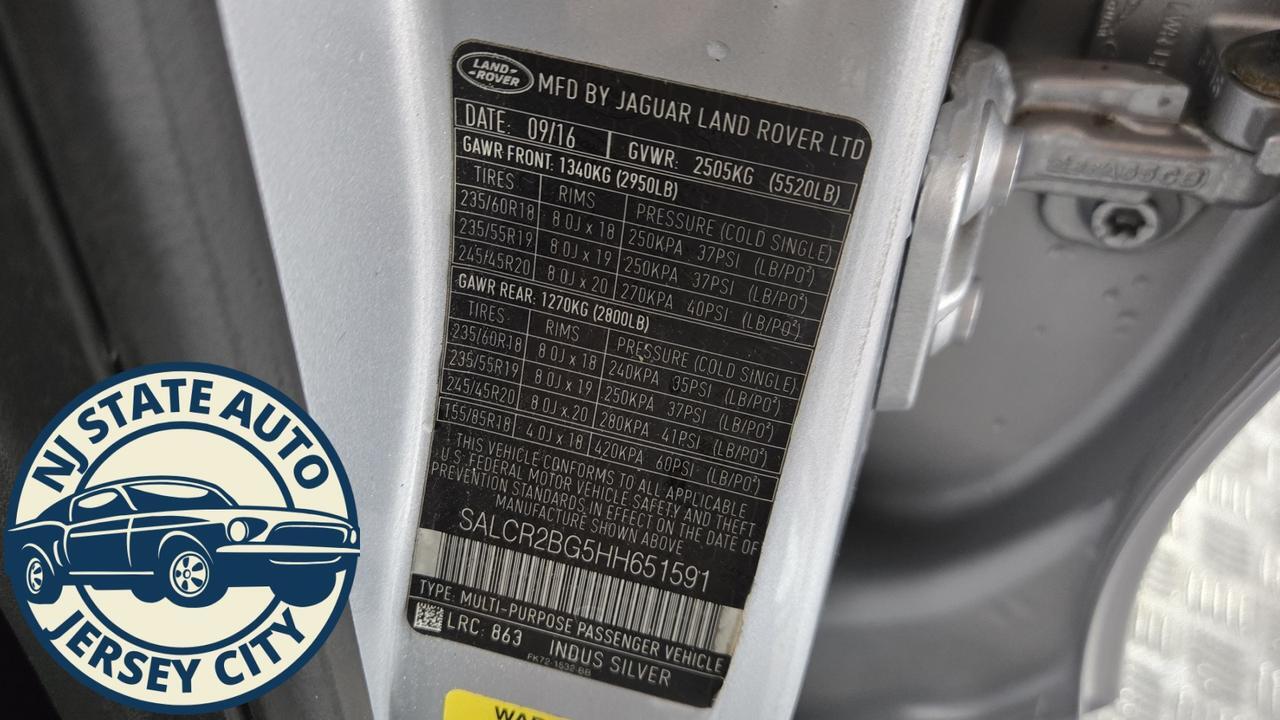 LAND
ROVER
MFD BY JAGUAR LAND ROVER LTD
DATE: 09/16 GVWR: 2505KG (5520LB)
GAWR FRONT: 1340KG (2950LB)
TIRES RIMS PRESSURE (COLD SINGLE)
235/60R18 8.0J x 18 250KPA 37PSI (LB/PO²)
235/55R19 8.0J x 19 250KPA 37PSI (LB/PO²)
245/45R20 8.0J x 20 270KPA 40PSI (LB/PO²)
GAWR REAR: 1270KG (2800LB)
TIRES RIMS PRESSURE (COLD SINGLE)
235/60R18 8.0J x 18 240KPA 35PSI (LB/PO²)
235/55R19 8.0J x 19 250KPA 37PSI (LB/PO²)
245/45R20 8.0J x 20 280KPA 41PSI (LB/PO²)
T55/85R18 4.0J x 18 420KPA 60PSI (LB/PO²)
THIS VEHICLE CONFORMS TO ALL APPLICABLE
U.S. FEDERAL MOTOR VEHICLE SAFETY AND THEFT
PREVENTION STANDARDS IN EFFECT ON THE DATE OF
MANUFACTURE SHOWN ABOVE
SALCR2BG5HH651591
TYPE: MULTI-PURPOSE PASSENGER VEHICLE
LRC: 863 INDUS SILVER
FK72-1532-BB
NJ STATE AUTO
JERSEY CITY